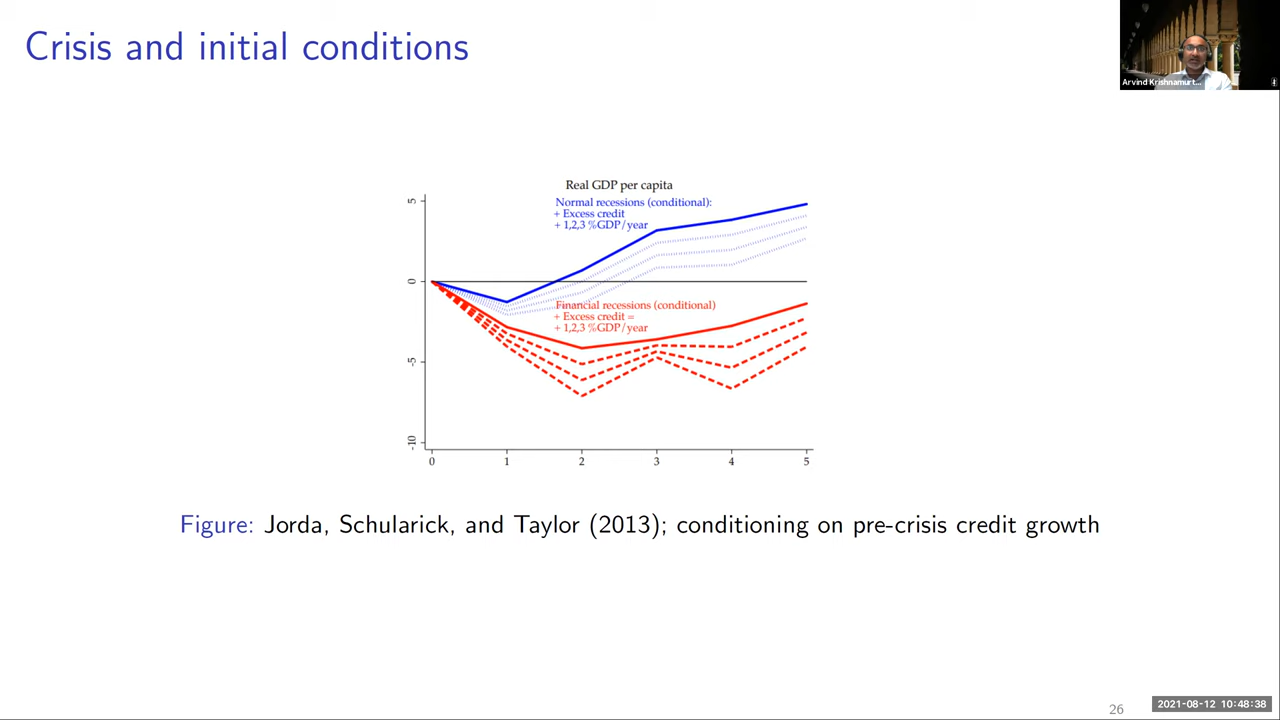 Crisis and initial conditions
Arvind Krishnamurt...
Real GDP per capita
Normal recessions (conditional):
+ Excess credit
+ 1,2,3 %GDP/year
Financial recessions (conditional)
+ Excess credit =
+ 1,2,3 %GDP/year
5
0
-5
-10
0 1 2 3 4 5
Figure: Jorda, Schularick, and Taylor (2013); conditioning on pre-crisis credit growth
26
2021-08-12 10:48:38